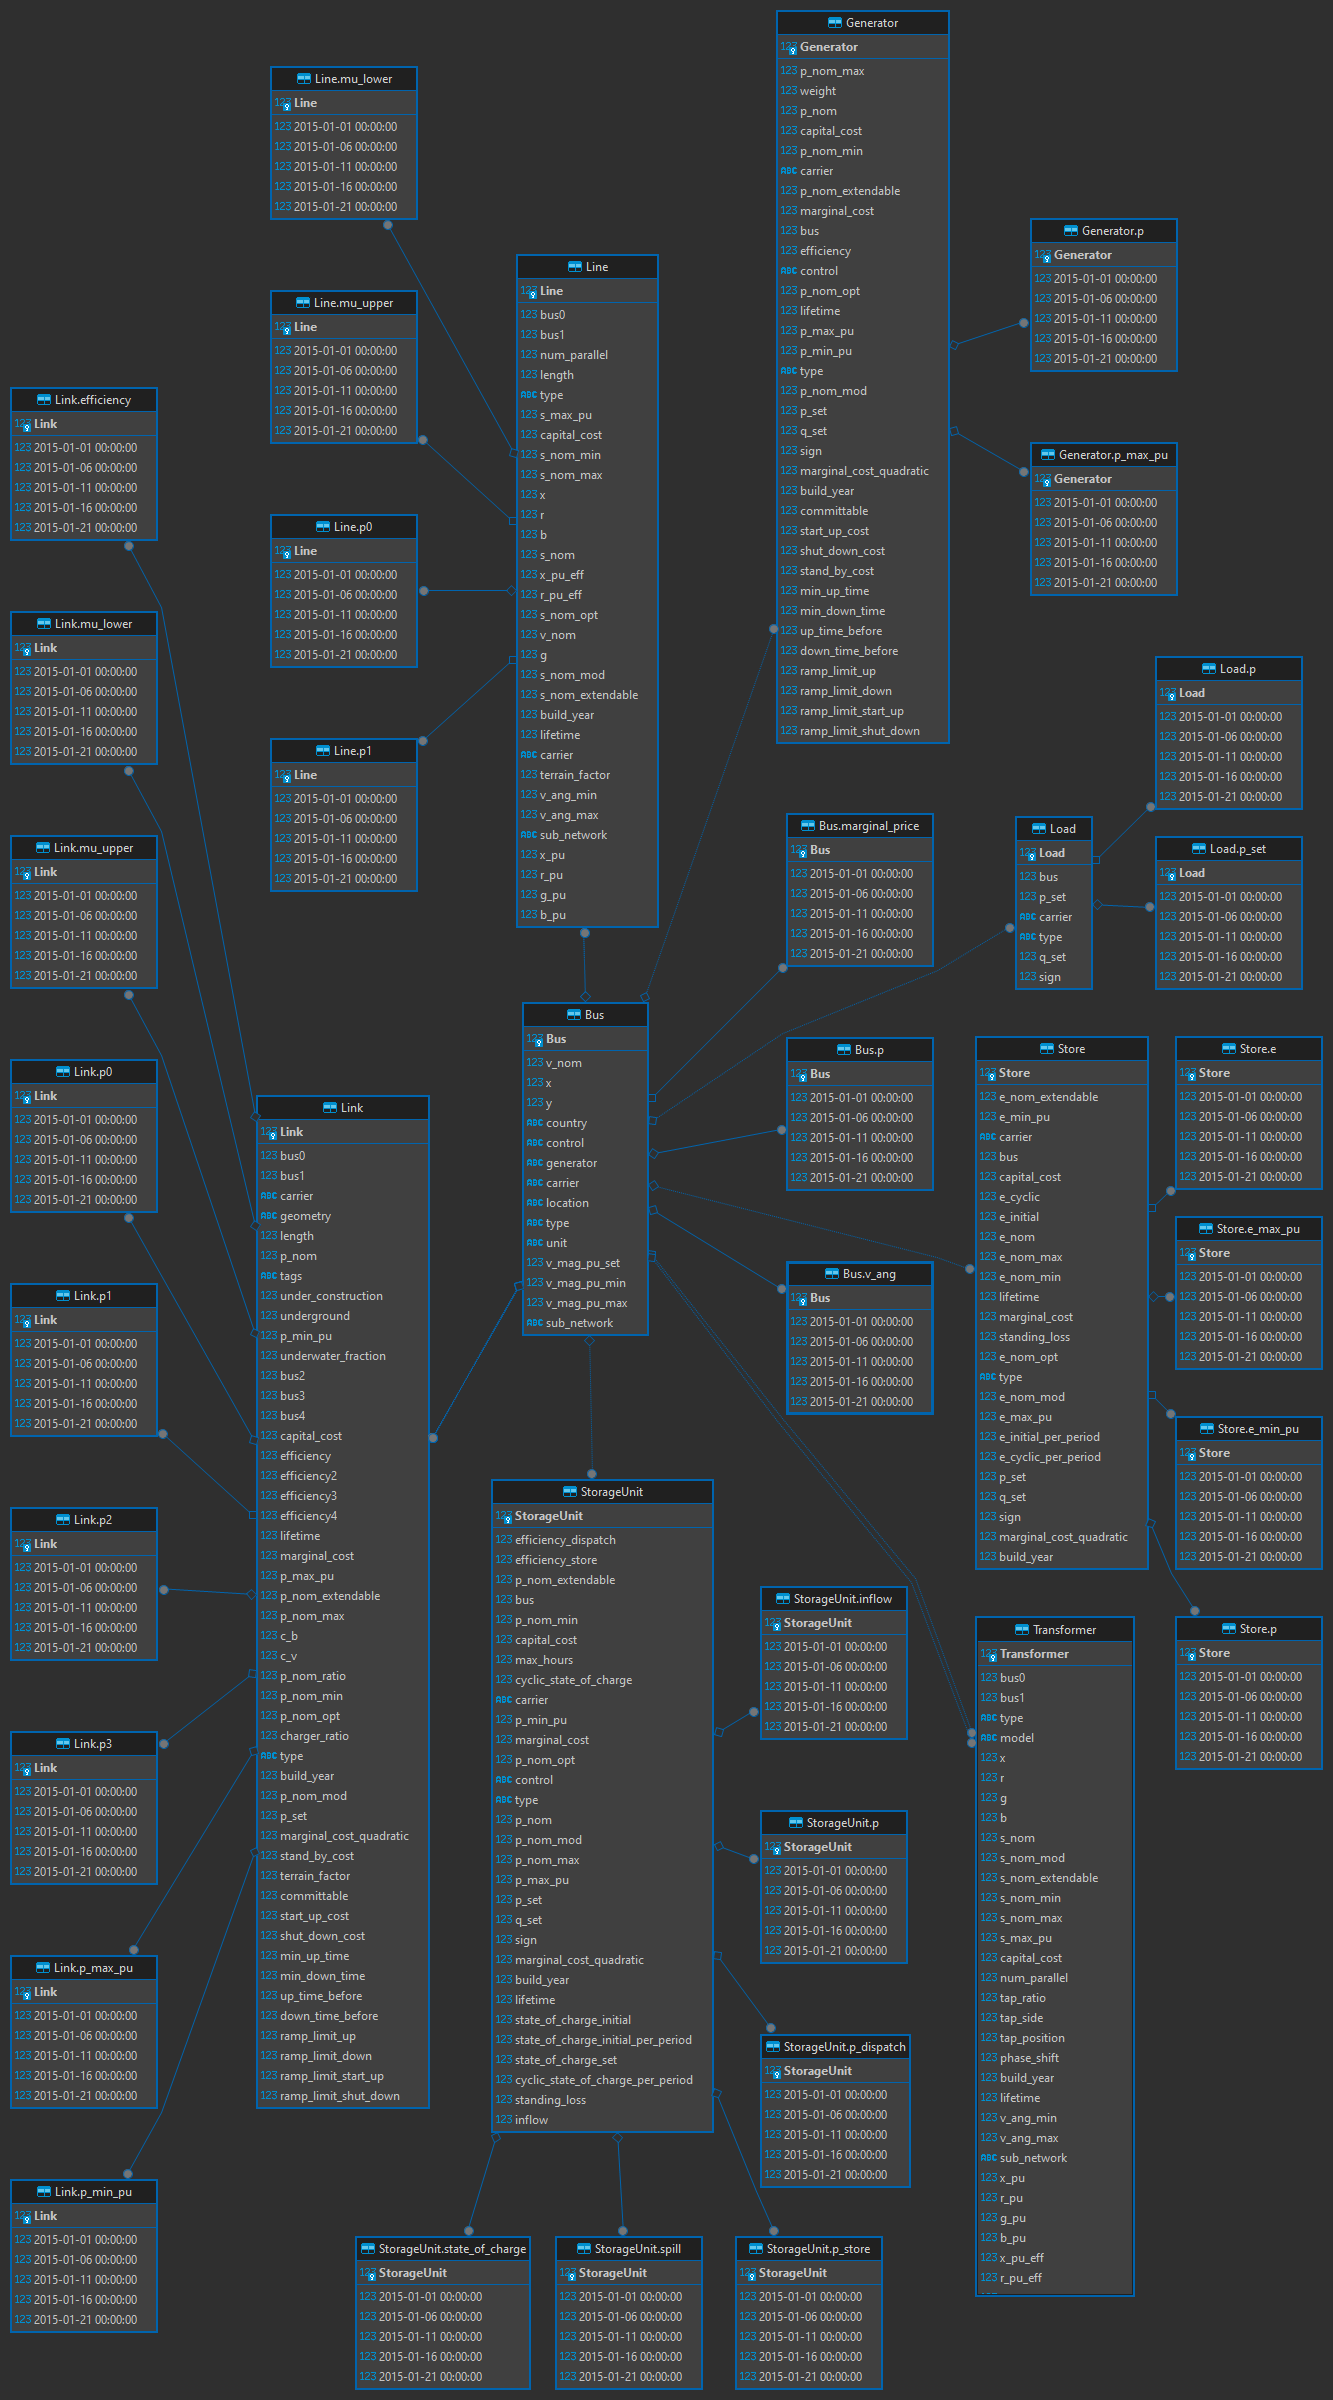 Generator
Generator
p_nom_max
weight
p_nom
capital_cost
p_nom_min
carrier
p_nom_extendable
marginal_cost
bus
efficiency
control
p_nom_opt
lifetime
p_max_pu
p_min_pu
type
p_nom_mod
p_set
q_set
sign
marginal_cost_quadratic
build_year
committable
start_up_cost
shut_down_cost
stand_by_cost
min_up_time
min_down_time
up_time_before
down_time_before
ramp_limit_up
ramp_limit_down
ramp_limit_start_up
ramp_limit_shut_down
Line.mu_lower
Line
2015-01-01 00:00:00
2015-01-06 00:00:00
2015-01-11 00:00:00
2015-01-16 00:00:00
2015-01-21 00:00:00
Line.mu_upper
Line
2015-01-01 00:00:00
2015-01-06 00:00:00
2015-01-11 00:00:00
2015-01-16 00:00:00
2015-01-21 00:00:00
Line.p0
Line
2015-01-01 00:00:00
2015-01-06 00:00:00
2015-01-11 00:00:00
2015-01-16 00:00:00
2015-01-21 00:00:00
Line.p1
Line
2015-01-01 00:00:00
2015-01-06 00:00:00
2015-01-11 00:00:00
2015-01-16 00:00:00
2015-01-21 00:00:00
Line
Line
bus0
bus1
num_parallel
length
type
s_max_pu
capital_cost
s_nom_min
s_nom_max
x
r
b
s_nom
x_pu_eff
r_pu_eff
s_nom_opt
v_nom
g
s_nom_mod
s_nom_extendable
build_year
lifetime
carrier
terrain_factor
v_ang_min
v_ang_max
sub_network
x_pu
r_pu
g_pu
b_pu
Generator.p
Generator
2015-01-01 00:00:00
2015-01-06 00:00:00
2015-01-11 00:00:00
2015-01-16 00:00:00
2015-01-21 00:00:00
Generator.p_max_pu
Generator
2015-01-01 00:00:00
2015-01-06 00:00:00
2015-01-11 00:00:00
2015-01-16 00:00:00
2015-01-21 00:00:00
Link.efficiency
Link
2015-01-01 00:00:00
2015-01-06 00:00:00
2015-01-11 00:00:00
2015-01-16 00:00:00
2015-01-21 00:00:00
Link.mu_lower
Link
2015-01-01 00:00:00
2015-01-06 00:00:00
2015-01-11 00:00:00
2015-01-16 00:00:00
2015-01-21 00:00:00
Link.mu_upper
Link
2015-01-01 00:00:00
2015-01-06 00:00:00
2015-01-11 00:00:00
2015-01-16 00:00:00
2015-01-21 00:00:00
Link.p0
Link
2015-01-01 00:00:00
2015-01-06 00:00:00
2015-01-11 00:00:00
2015-01-16 00:00:00
2015-01-21 00:00:00
Link.p1
Link
2015-01-01 00:00:00
2015-01-06 00:00:00
2015-01-11 00:00:00
2015-01-16 00:00:00
2015-01-21 00:00:00
Link.p2
Link
2015-01-01 00:00:00
2015-01-06 00:00:00
2015-01-11 00:00:00
2015-01-16 00:00:00
2015-01-21 00:00:00
Link.p3
Link
2015-01-01 00:00:00
2015-01-06 00:00:00
2015-01-11 00:00:00
2015-01-16 00:00:00
2015-01-21 00:00:00
Link.p_max_pu
Link
2015-01-01 00:00:00
2015-01-06 00:00:00
2015-01-11 00:00:00
2015-01-16 00:00:00
2015-01-21 00:00:00
Link.p_min_pu
Link
2015-01-01 00:00:00
2015-01-06 00:00:00
2015-01-11 00:00:00
2015-01-16 00:00:00
2015-01-21 00:00:00
Load.p
Load
2015-01-01 00:00:00
2015-01-06 00:00:00
2015-01-11 00:00:00
2015-01-16 00:00:00
2015-01-21 00:00:00
Load
Load
bus
p_set
carrier
type
q_set
sign
Load.p_set
Load
2015-01-01 00:00:00
2015-01-06 00:00:00
2015-01-11 00:00:00
2015-01-16 00:00:00
2015-01-21 00:00:00
Bus.marginal_price
Bus
2015-01-01 00:00:00
2015-01-06 00:00:00
2015-01-11 00:00:00
2015-01-16 00:00:00
2015-01-21 00:00:00
Bus
Bus
v_nom
x
y
country
control
generator
carrier
location
type
unit
v_mag_pu_set
v_mag_pu_min
v_mag_pu_max
sub_network
Bus.p
Bus
2015-01-01 00:00:00
2015-01-06 00:00:00
2015-01-11 00:00:00
2015-01-16 00:00:00
2015-01-21 00:00:00
Bus.v_ang
Bus
2015-01-01 00:00:00
2015-01-06 00:00:00
2015-01-11 00:00:00
2015-01-16 00:00:00
2015-01-21 00:00:00
Store
Store
e_nom_extendable
e_min_pu
carrier
bus
capital_cost
e_cyclic
e_initial
e_nom
e_nom_max
e_nom_min
lifetime
marginal_cost
standing_loss
e_nom_opt
type
e_nom_mod
e_max_pu
e_initial_per_period
e_cyclic_per_period
p_set
q_set
sign
marginal_cost_quadratic
build_year
Store.e
Store
2015-01-01 00:00:00
2015-01-06 00:00:00
2015-01-11 00:00:00
2015-01-16 00:00:00
2015-01-21 00:00:00
Store.e_max_pu
Store
2015-01-01 00:00:00
2015-01-06 00:00:00
2015-01-11 00:00:00
2015-01-16 00:00:00
2015-01-21 00:00:00
Store.e_min_pu
Store
2015-01-01 00:00:00
2015-01-06 00:00:00
2015-01-11 00:00:00
2015-01-16 00:00:00
2015-01-21 00:00:00
Store.p
Store
2015-01-01 00:00:00
2015-01-06 00:00:00
2015-01-11 00:00:00
2015-01-16 00:00:00
2015-01-21 00:00:00
Link
Link
bus0
bus1
carrier
geometry
length
p_nom
tags
under_construction
underground
p_min_pu
underwater_fraction
bus2
bus3
bus4
capital_cost
efficiency
efficiency2
efficiency3
efficiency4
lifetime
marginal_cost
p_max_pu
p_nom_extendable
p_nom_max
c_b
c_v
p_nom_ratio
p_nom_min
p_nom_opt
charger_ratio
type
build_year
p_nom_mod
p_set
marginal_cost_quadratic
stand_by_cost
terrain_factor
committable
start_up_cost
shut_down_cost
min_up_time
min_down_time
up_time_before
down_time_before
ramp_limit_up
ramp_limit_down
ramp_limit_start_up
ramp_limit_shut_down
StorageUnit
StorageUnit
efficiency_dispatch
efficiency_store
p_nom_extendable
bus
p_nom_min
capital_cost
max_hours
cyclic_state_of_charge
carrier
p_min_pu
marginal_cost
p_nom_opt
control
type
p_nom
p_nom_mod
p_nom_max
p_max_pu
p_set
q_set
sign
marginal_cost_quadratic
build_year
lifetime
state_of_charge_initial
state_of_charge_initial_per_period
state_of_charge_set
cyclic_state_of_charge_per_period
standing_loss
inflow
StorageUnit.inflow
StorageUnit
2015-01-01 00:00:00
2015-01-06 00:00:00
2015-01-11 00:00:00
2015-01-16 00:00:00
2015-01-21 00:00:00
StorageUnit.p
StorageUnit
2015-01-01 00:00:00
2015-01-06 00:00:00
2015-01-11 00:00:00
2015-01-16 00:00:00
2015-01-21 00:00:00
StorageUnit.p_dispatch
StorageUnit
2015-01-01 00:00:00
2015-01-06 00:00:00
2015-01-11 00:00:00
2015-01-16 00:00:00
2015-01-21 00:00:00
Transformer
Transformer
bus0
bus1
type
model
x
r
g
b
s_nom
s_nom_mod
s_nom_extendable
s_nom_min
s_nom_max
s_max_pu
capital_cost
num_parallel
tap_ratio
tap_side
tap_position
phase_shift
build_year
lifetime
v_ang_min
v_ang_max
sub_network
x_pu
r_pu
g_pu
b_pu
x_pu_eff
r_pu_eff
StorageUnit.state_of_charge
StorageUnit
2015-01-01 00:00:00
2015-01-06 00:00:00
2015-01-11 00:00:00
2015-01-16 00:00:00
2015-01-21 00:00:00
StorageUnit.spill
StorageUnit
2015-01-01 00:00:00
2015-01-06 00:00:00
2015-01-11 00:00:00
2015-01-16 00:00:00
2015-01-21 00:00:00
StorageUnit.p_store
StorageUnit
2015-01-01 00:00:00
2015-01-06 00:00:00
2015-01-11 00:00:00
2015-01-16 00:00:00
2015-01-21 00:00:00